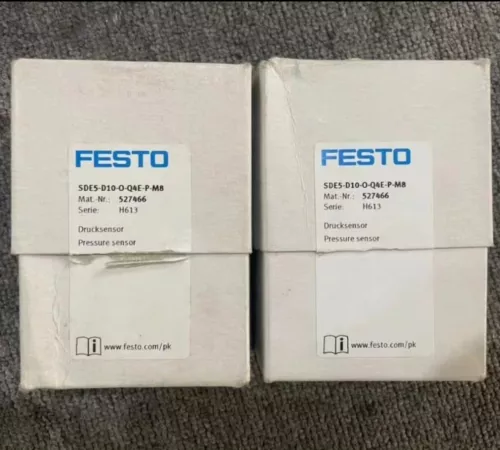 FESTO
SDE5-D10-O-Q4E-P-M8
Mat.-Nr.: 527466
Serie: H613
Drucksensor
Pressure sensor
www.festo.com/pk
FESTO
SDE5-D10-O-Q4E-P-M8
Mat.-Nr.: 527466
Serie: H613
Drucksensor
Pressure sensor
www.festo.com/pk